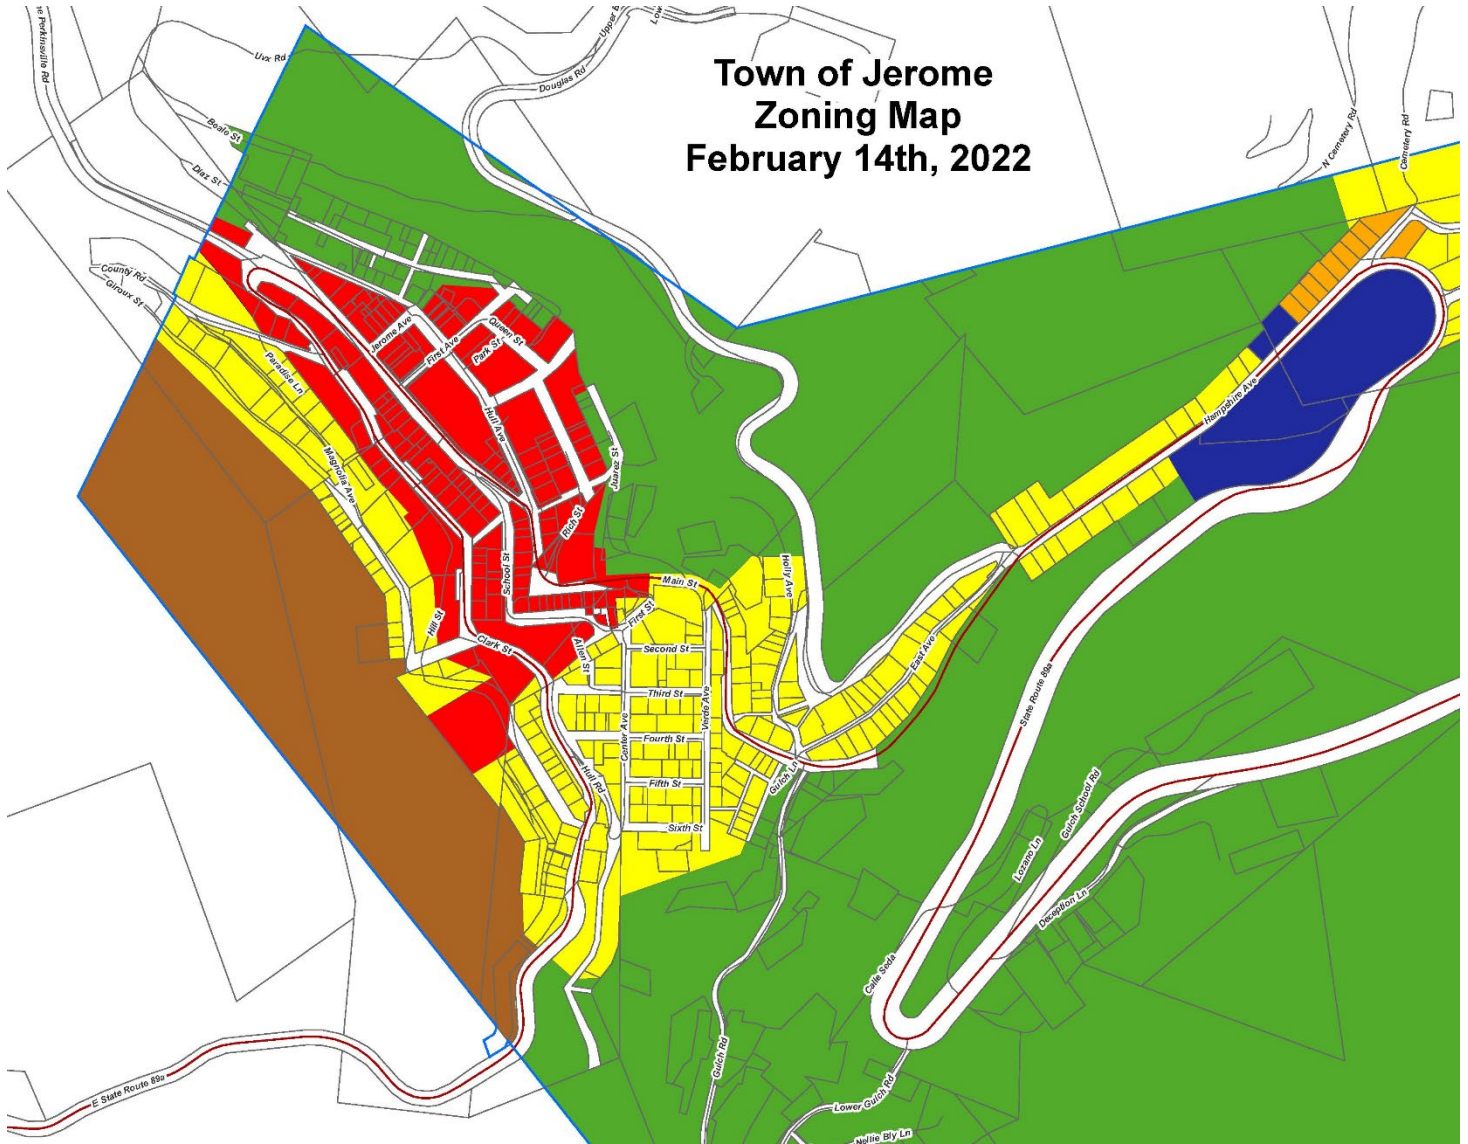 Town of Jerome
Zoning Map
February 14th, 2022
Perkinsville Rd
Uvx Rd
Douglas Rd
Beale St
Diaz St
N Cemetery Rd
Cemetery Rd
County Rd
Giroux St
Jerome Ave
First Ave
Queen St
Park St
Paradise Ln
Hull Ave
Hampshire Ave
Magnolia Ave
Juarez St
Rich St
School St
Main St
Holly Ave
Hill St
First St
Clark St
Allen St
Second St
East Ave
Third St
Verde Ave
State Route 89a
Center Ave
Fourth St
Hull Rd
Fifth St
Gulch Ln
Gulch School Rd
Sixth St
Lozano Ln
Deception Ln
Calle Seda
Gulch Rd
E State Route 89a
Lower Gulch Rd
Nellie Bly Ln